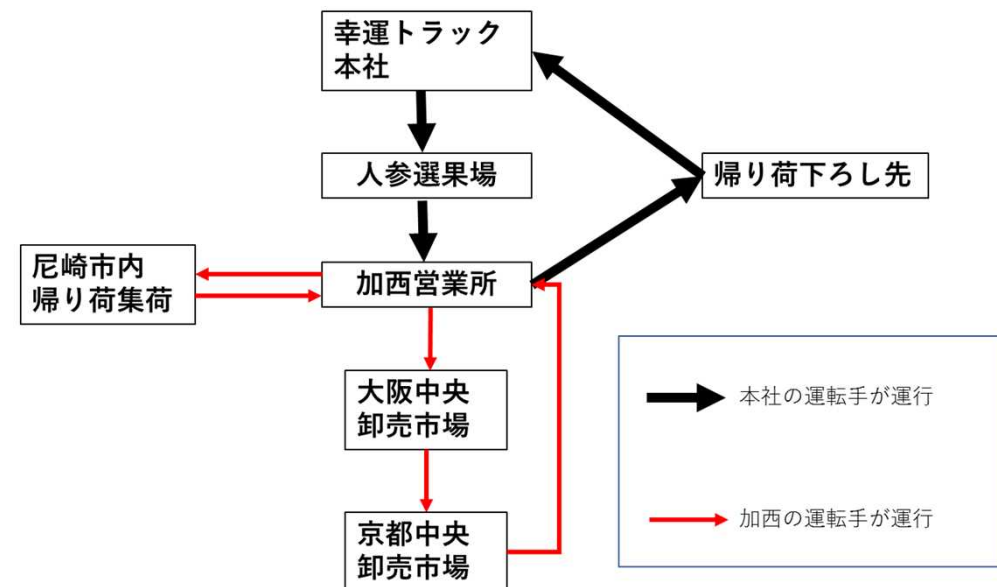 幸運トラック
本社
人参選果場
帰り荷下ろし先
尼崎市内
帰り荷集荷
加西営業所
大阪中央
卸売市場
本社の運転手が運行
京都中央
卸売市場
加西の運転手が運行